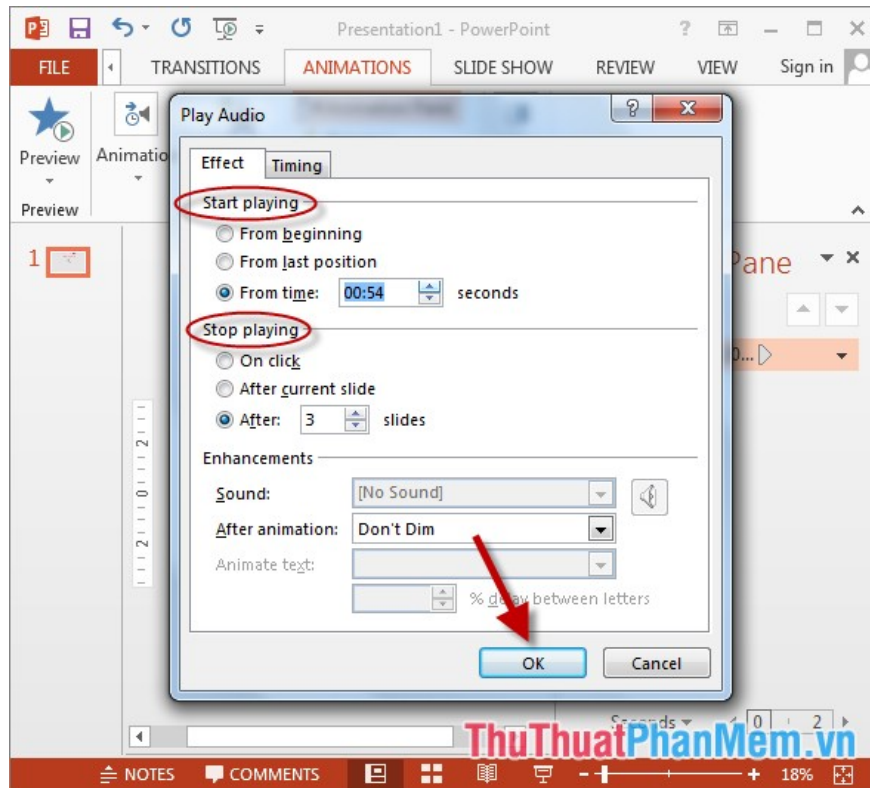 Presentation1 - PowerPoint
FILE TRANSITIONS ANIMATIONS SLIDE SHOW REVIEW VIEW Sign in
Play Audio
Preview Animatio
Effect Timing
Preview
Start playing
From beginning
1
From last position
Pane
From time: 00:54 seconds
Stop playing
On click
After current slide
After: 3 slides
2
Enhancements
0
Sound: [No Sound]
After animation: Don't Dim
2
Animate text:
% delay between letters
OK Cancel
Seconds 0 2
ThuThuatPhanMem.vn
NOTES COMMENTS 18%